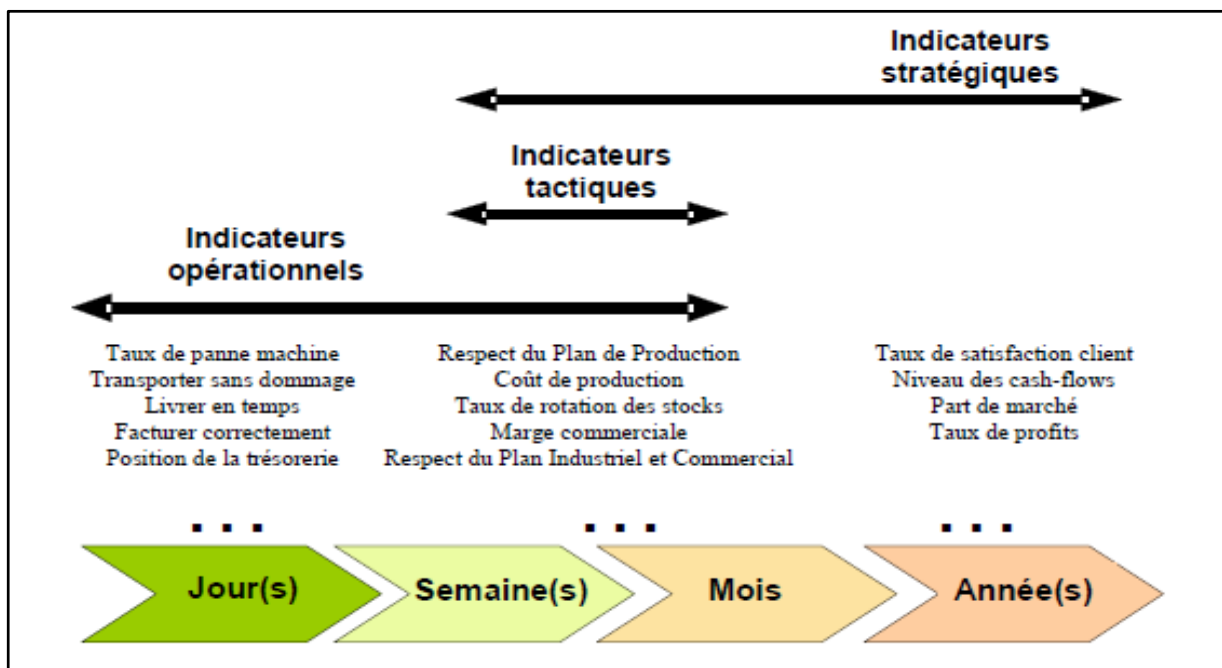 Indicateurs
stratégiques
Indicateurs
tactiques
Indicateurs
opérationnels
Taux de panne machine
Transporter sans dommage
Livrer en temps
Facturer correctement
Position de la trésorerie
Respect du Plan de Production
Coût de production
Taux de rotation des stocks
Marge commerciale
Respect du Plan Industriel et Commercial
Taux de satisfaction client
Niveau des cash-flows
Part de marché
Taux de profits
. . .
. . .
. . .
Jour(s)
Semaine(s)
Mois
Année(s)